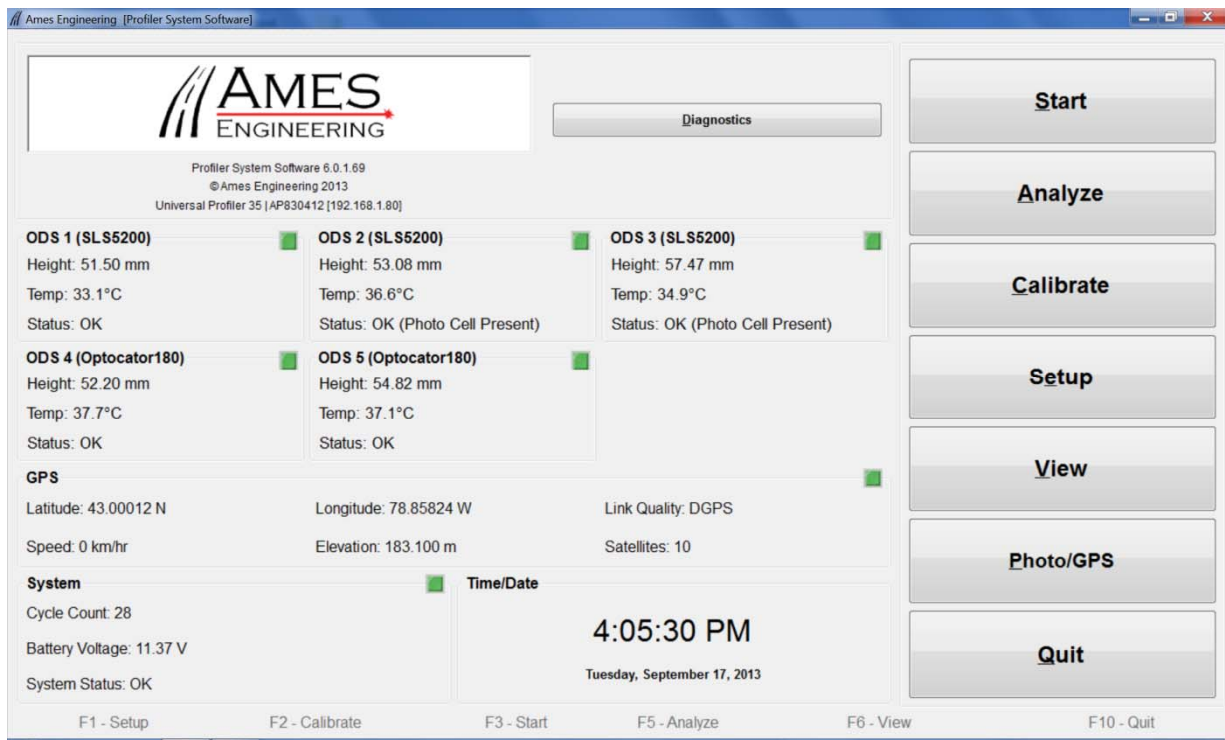 Ames Engineering [Profiler System Software]
AMES
ENGINEERING
Diagnostics
Profiler System Software 6.0.1.69
©Ames Engineering 2013
Universal Profiler 35 | AP830412 [192.168.1.80]
Start
Analyze
Calibrate
Setup
View
Photo/GPS
Quit
ODS 1 (SLS5200)
Height: 51.50 mm
Temp: 33.1°C
Status: OK
ODS 2 (SLS5200)
Height: 53.08 mm
Temp: 36.6°C
Status: OK (Photo Cell Present)
ODS 3 (SLS5200)
Height: 57.47 mm
Temp: 34.9°C
Status: OK (Photo Cell Present)
ODS 4 (Optocator180)
Height: 52.20 mm
Temp: 37.7°C
Status: OK
ODS 5 (Optocator180)
Height: 54.82 mm
Temp: 37.1°C
Status: OK
GPS
Latitude: 43.00012 N Longitude: 78.85824 W Link Quality: DGPS
Speed: 0 km/hr Elevation: 183.100 m Satellites: 10
System
Cycle Count: 28
Battery Voltage: 11.37 V
System Status: OK
Time/Date
4:05:30 PM
Tuesday, September 17, 2013
F1 - Setup F2 - Calibrate F3 - Start F5 - Analyze F6 - View F10 - Quit